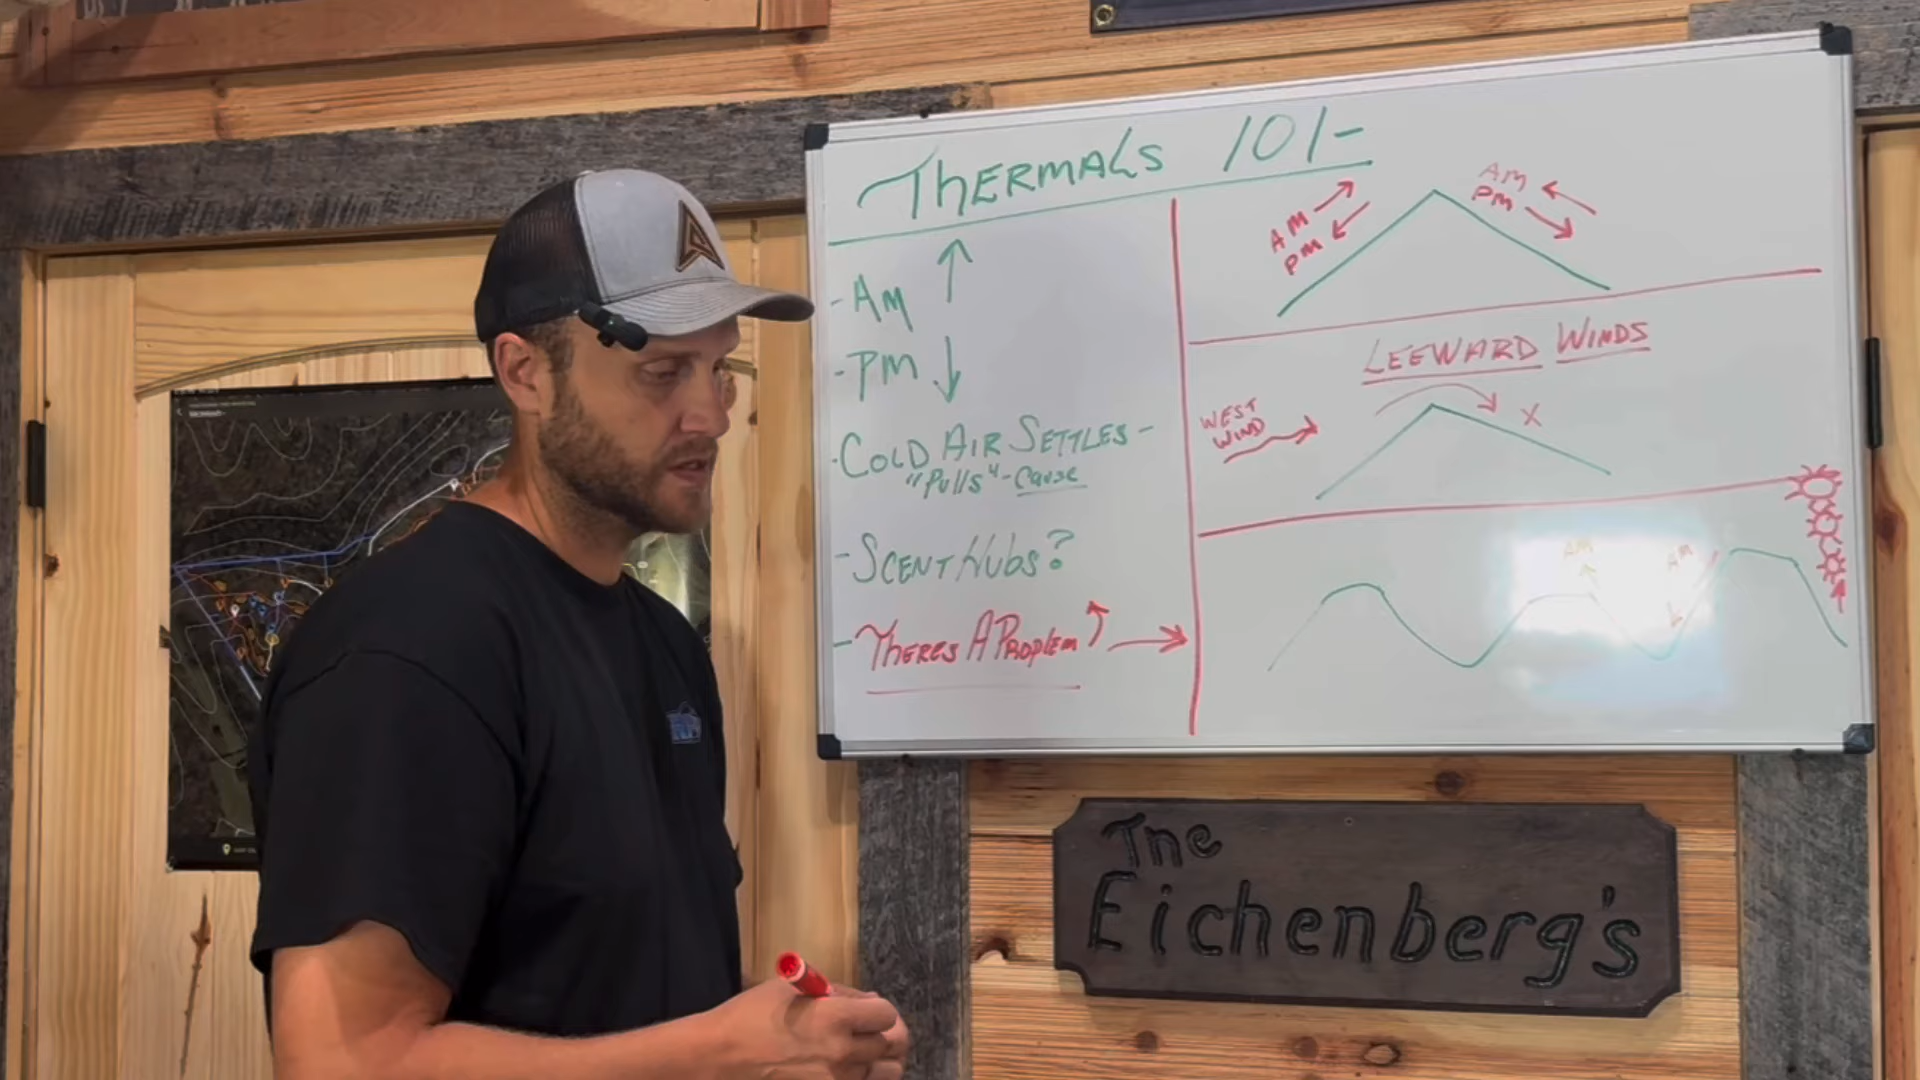 THERMALS 101-
- AM
- PM
- COLD AIR SETTLES -
"Pulls" - Cause
- SCENT HUBS?
- THERES A PROBLEM
AM
PM
AM
PM
LEEWARD WINDS
WEST
WIND
X
AM
AM
The
Eichenberg's